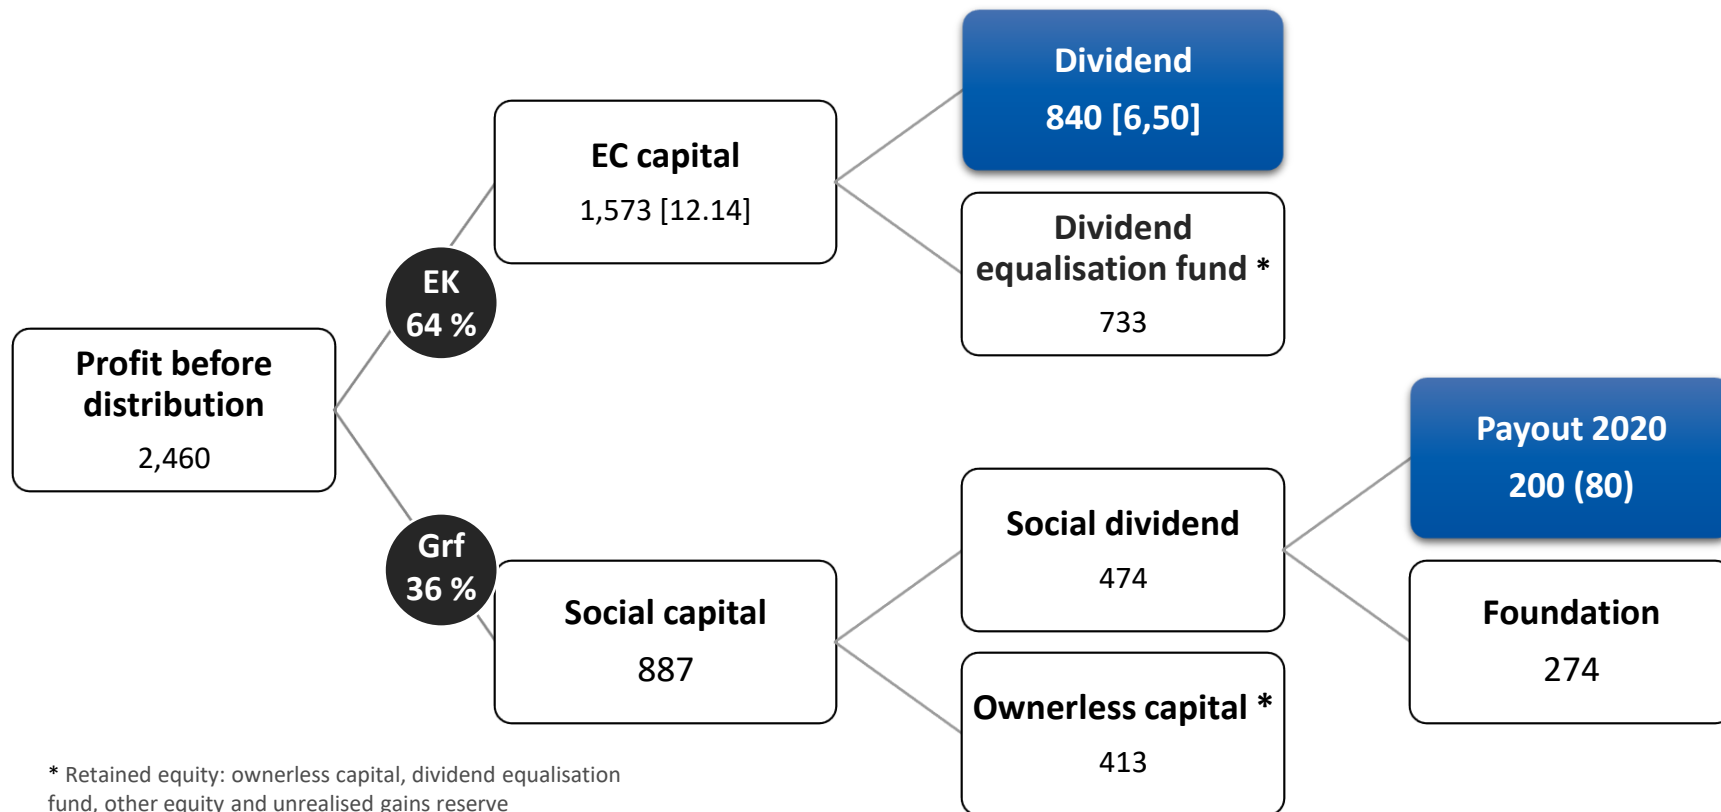 Profit before
distribution
2,460
EK
64 %
Grf
36 %
EC capital
1,573 [12.14]
Social capital
887
Dividend
840 [6,50]
Dividend
equalisation fund *
733
Social dividend
474
Ownerless capital *
413
Payout 2020
200 (80)
Foundation
274
* Retained equity: ownerless capital, dividend equalisation
fund, other equity and unrealised gains reserve